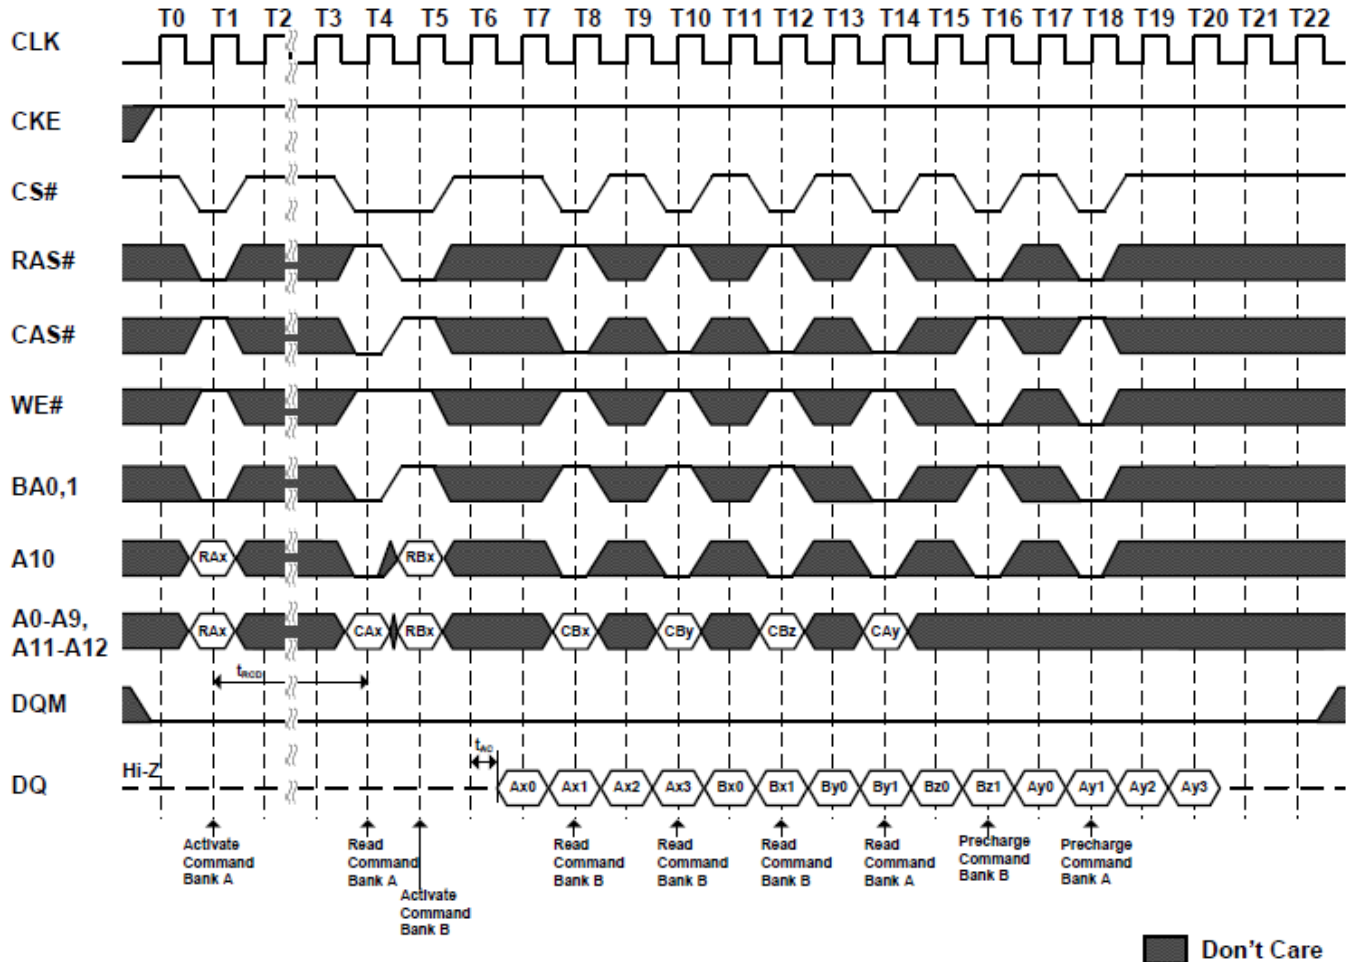 T0 T1 T2 T3 T4 T5 T6 T7 T8 T9 T10 T11 T12 T13 T14 T15 T16 T17 T18 T19 T20 T21 T22
CLK
CKE
CS#
RAS#
CAS#
WE#
BA0,1
A10
RAx RBx
A0-A9,
A11-A12
RAx CAx RBx CBx CBy CBz CAy
tRCD
DQM
tAC
Hi-Z
DQ
Ax0 Ax1 Ax2 Ax3 Bx0 Bx1 By0 By1 Bz0 Bz1 Ay0 Ay1 Ay2 Ay3
Activate
Command
Bank A
Read
Command
Bank A
Activate
Command
Bank B
Read
Command
Bank B
Read
Command
Bank B
Read
Command
Bank B
Read
Command
Bank A
Precharge
Command
Bank B
Precharge
Command
Bank A
Don't Care